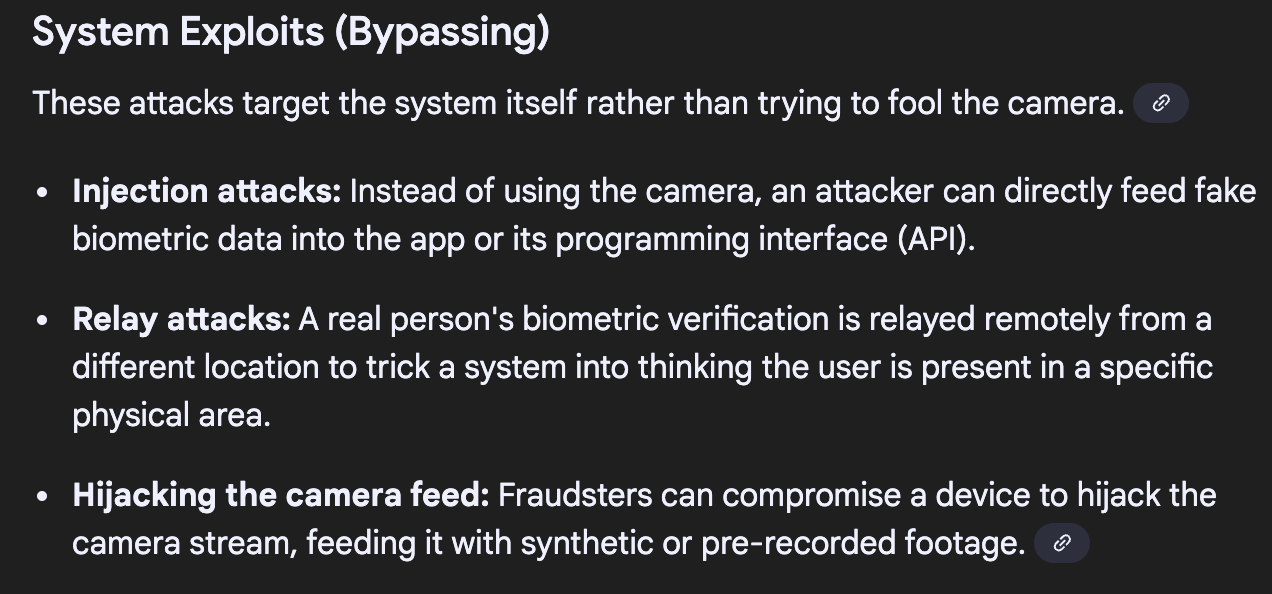 System Exploits (Bypassing)
These attacks target the system itself rather than trying to fool the camera.
• Injection attacks: Instead of using the camera, an attacker can directly feed fake
biometric data into the app or its programming interface (API).
• Relay attacks: A real person's biometric verification is relayed remotely from a
different location to trick a system into thinking the user is present in a specific
physical area.
• Hijacking the camera feed: Fraudsters can compromise a device to hijack the
camera stream, feeding it with synthetic or pre-recorded footage.